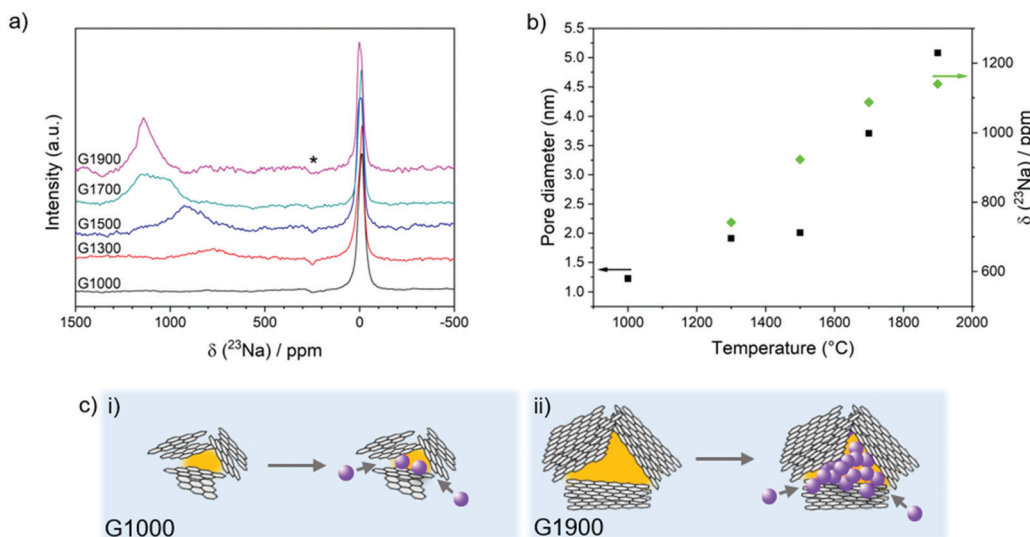 a)
Intensity (a.u.)
G1900
G1700
G1500
G1300
G1000
*
1500 1000 500 0 -500
δ (²³Na) / ppm
b)
Pore diameter (nm)
5.5
5.0
4.5
4.0
3.5
3.0
2.5
2.0
1.5
1.0
1200
1000
800
600
δ (²³Na) / ppm
1000 1200 1400 1600 1800 2000
Temperature (°C)
c) i)
G1000
ii)
G1900